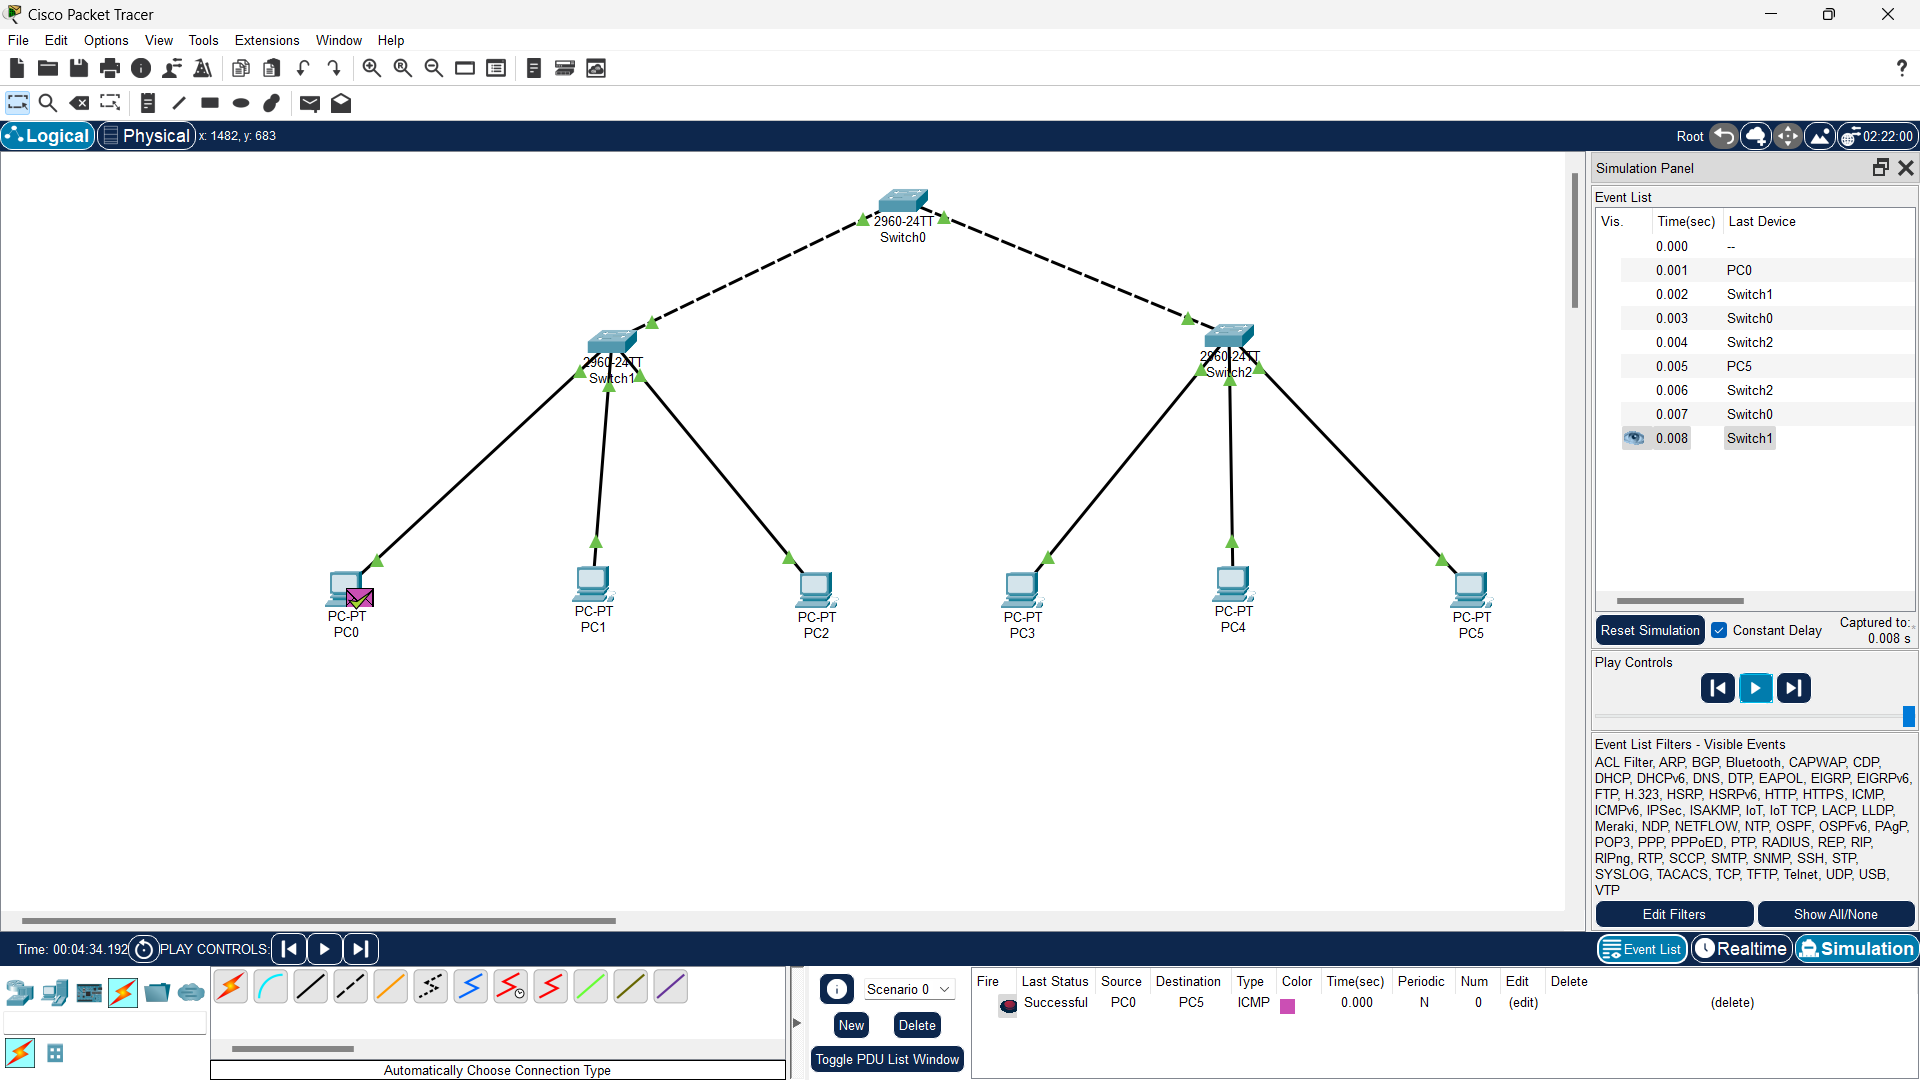 Cisco Packet Tracer
File Edit Options View Tools Extensions Window Help
Logical Physical x: 1482, y: 683 Root 02:22:00
2960-24TT
Switch0
2960-24TT
Switch1
2960-24TT
Switch2
PC-PT
PC0
PC-PT
PC1
PC-PT
PC2
PC-PT
PC3
PC-PT
PC4
PC-PT
PC5
Simulation Panel
Event List
Vis. Time(sec) Last Device
0.000 --
0.001 PC0
0.002 Switch1
0.003 Switch0
0.004 Switch2
0.005 PC5
0.006 Switch2
0.007 Switch0
0.008 Switch1
Reset Simulation Constant Delay Captured to:
0.008 s
Play Controls
Event List Filters - Visible Events
ACL Filter, ARP, BGP, Bluetooth, CAPWAP, CDP,
DHCP, DHCPv6, DNS, DTP, EAPOL, EIGRP, EIGRPv6,
FTP, H.323, HSRP, HSRPv6, HTTP, HTTPS, ICMP,
ICMPv6, IPSec, ISAKMP, IoT, IoT TCP, LACP, LLDP,
Meraki, NDP, NETFLOW, NTP, OSPF, OSPFv6, PAgP,
POP3, PPP, PPPoED, PTP, RADIUS, REP, RIP,
RIPng, RTP, SCCP, SMTP, SNMP, SSH, STP,
SYSLOG, TACACS, TCP, TFTP, Telnet, UDP, USB,
VTP
Edit Filters Show All/None
Time: 00:04:34.192 PLAY CONTROLS: Event List Realtime Simulation
Scenario 0
New Delete
Toggle PDU List Window
Fire Last Status Source Destination Type Color Time(sec) Periodic Num Edit Delete
Successful PC0 PC5 ICMP 0.000 N 0 (edit) (delete)
Automatically Choose Connection Type